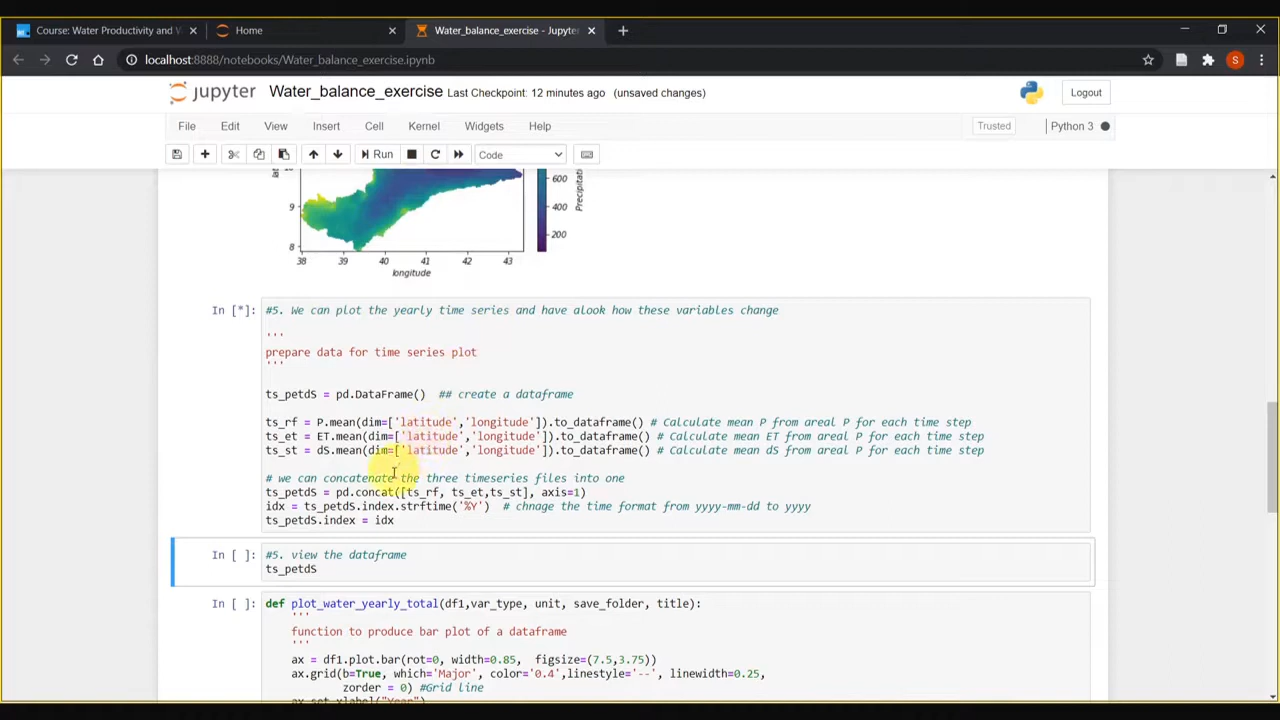 Course: Water Productivity and V
Home
Water_balance_exercise - Jupyte
localhost:8888/notebooks/Water_balance_exercise.ipynb
S
jupyter Water_balance_exercise Last Checkpoint: 12 minutes ago (unsaved changes)
Logout
File Edit View Insert Cell Kernel Widgets Help
Trusted
Python 3
Run
Code
600
400
200
Precipitat
lat
10
9
8
38 39 40 41 42 43
longitude
In [*]: #5. We can plot the yearly time series and have alook how these variables change
'''
prepare data for time series plot
'''
ts_petdS = pd.DataFrame() ## create a dataframe
ts_rf = P.mean(dim=['latitude','longitude']).to_dataframe() # Calculate mean P from areal P for each time step
ts_et = ET.mean(dim=['latitude','longitude']).to_dataframe() # Calculate mean ET from areal P for each time step
ts_st = dS.mean(dim=['latitude','longitude']).to_dataframe() # Calculate mean dS from areal P for each time step
# we can concatenate the three timeseries files into one
ts_petdS = pd.concat([ts_rf, ts_et,ts_st], axis=1)
idx = ts_petdS.index.strftime('%Y') # chnage the time format from yyyy-mm-dd to yyyy
ts_petdS.index = idx
In [ ]: #5. view the dataframe
ts_petdS
In [ ]: def plot_water_yearly_total(df1,var_type, unit, save_folder, title):
'''
function to produce bar plot of a dataframe
'''
ax = df1.plot.bar(rot=0, width=0.85, figsize=(7.5,3.75))
ax.grid(b=True, which='Major', color='0.4',linestyle='--', linewidth=0.25,
zorder = 0) #Grid line
ax.set_xlabel("Year")